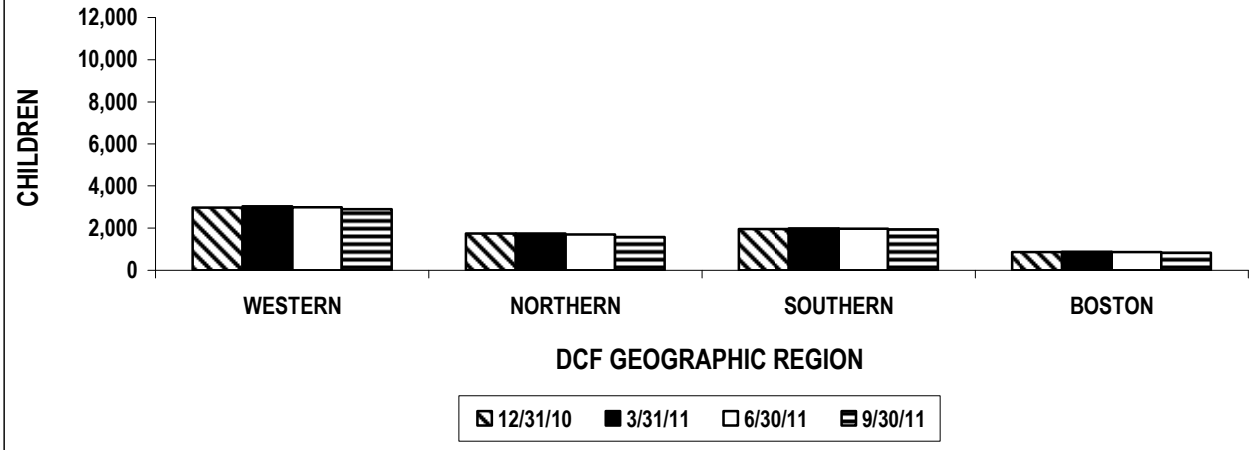 12,000
10,000
8,000
6,000
4,000
2,000
0
CHILDREN
WESTERN NORTHERN SOUTHERN BOSTON
DCF GEOGRAPHIC REGION
12/31/10 3/31/11 6/30/11 9/30/11